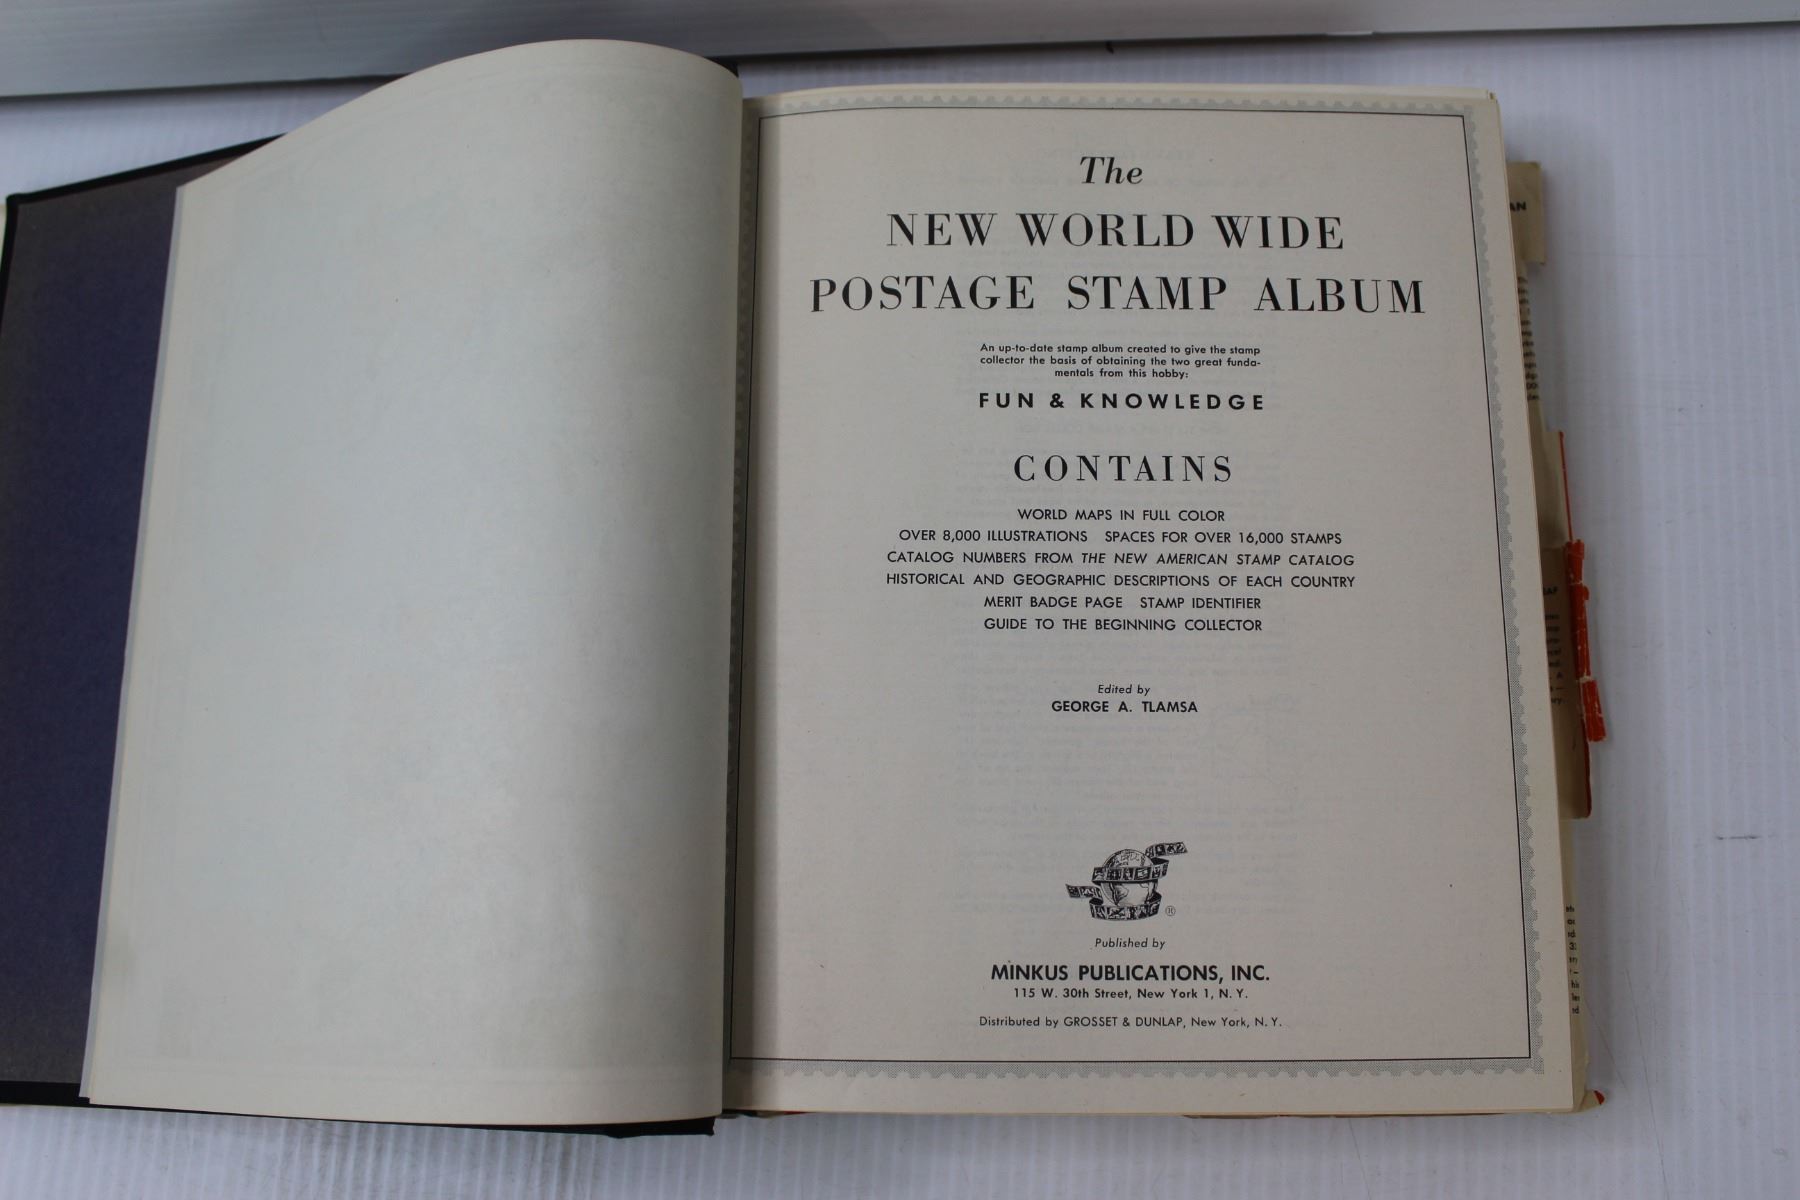 The
NEW WORLD WIDE
POSTAGE STAMP ALBUM
An up-to-date stamp album created to give the stamp
collector the basis of obtaining the two great funda-
mentals from this hobby:
FUN & KNOWLEDGE
CONTAINS
WORLD MAPS IN FULL COLOR
OVER 8,000 ILLUSTRATIONS SPACES FOR OVER 16,000 STAMPS
CATALOG NUMBERS FROM THE NEW AMERICAN STAMP CATALOG
HISTORICAL AND GEOGRAPHIC DESCRIPTIONS OF EACH COUNTRY
MERIT BADGE PAGE STAMP IDENTIFIER
GUIDE TO THE BEGINNING COLLECTOR
Edited by
GEORGE A. TLAMSA
®
Published by
MINKUS PUBLICATIONS, INC.
115 W. 30th Street, New York 1, N. Y.
Distributed by GROSSET & DUNLAP, New York, N. Y.